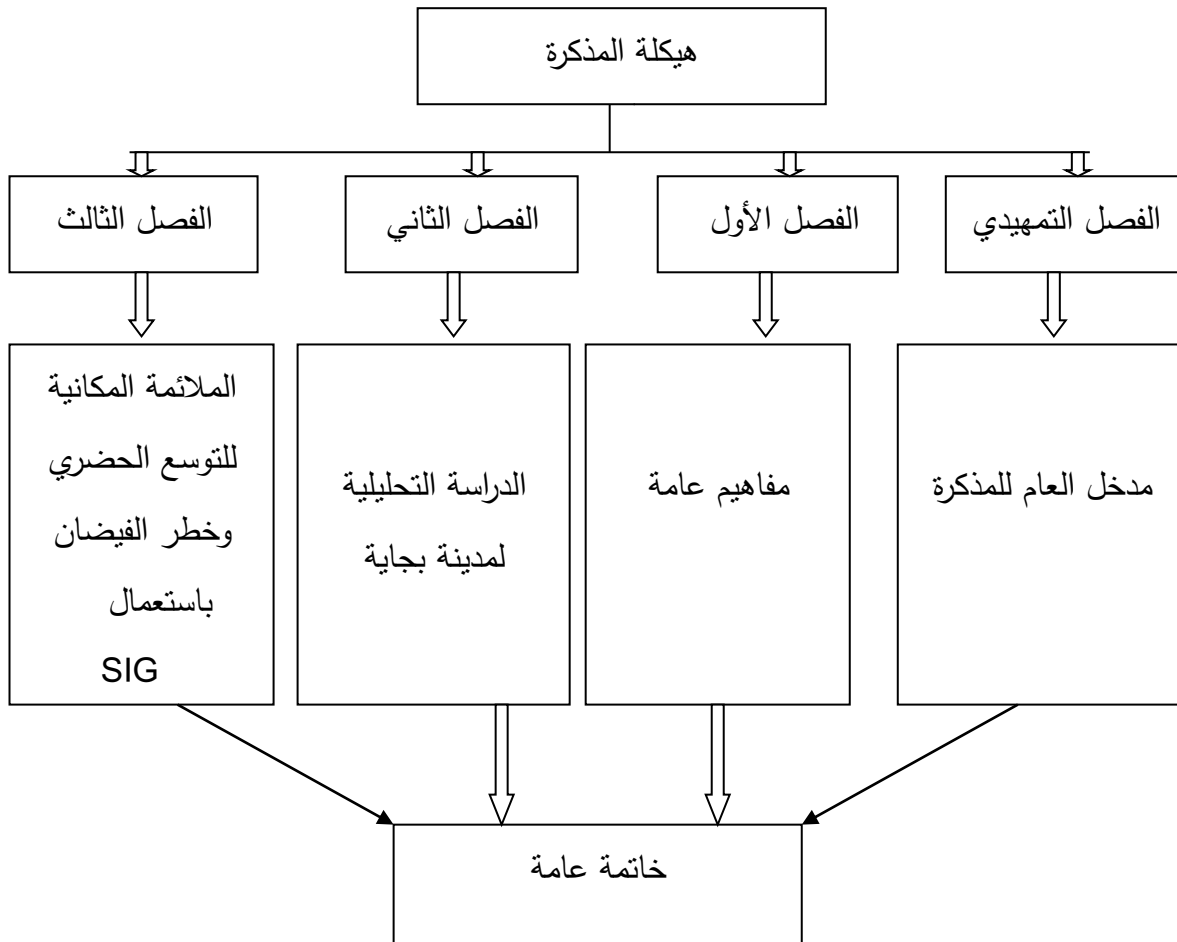 هيكلة المذكرة
الفصل التمهيدي
الفصل الأول
الفصل الثاني
الفصل الثالث
مدخل العام للمذكرة
مفاهيم عامة
الدراسة التحليلية
لمدينة بجاية
الملائمة المكانية
للتوسع الحضري
وخطر الفيضان
باستعمال
SIG
خاتمة عامة